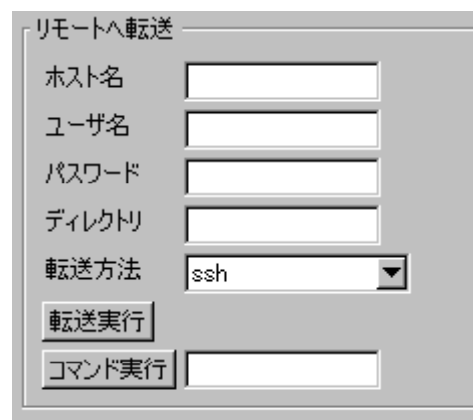 リモートへ転送
ホスト名
ユーザ名
パスワード
ディレクトリ
転送方法 ssh
転送実行
コマンド実行